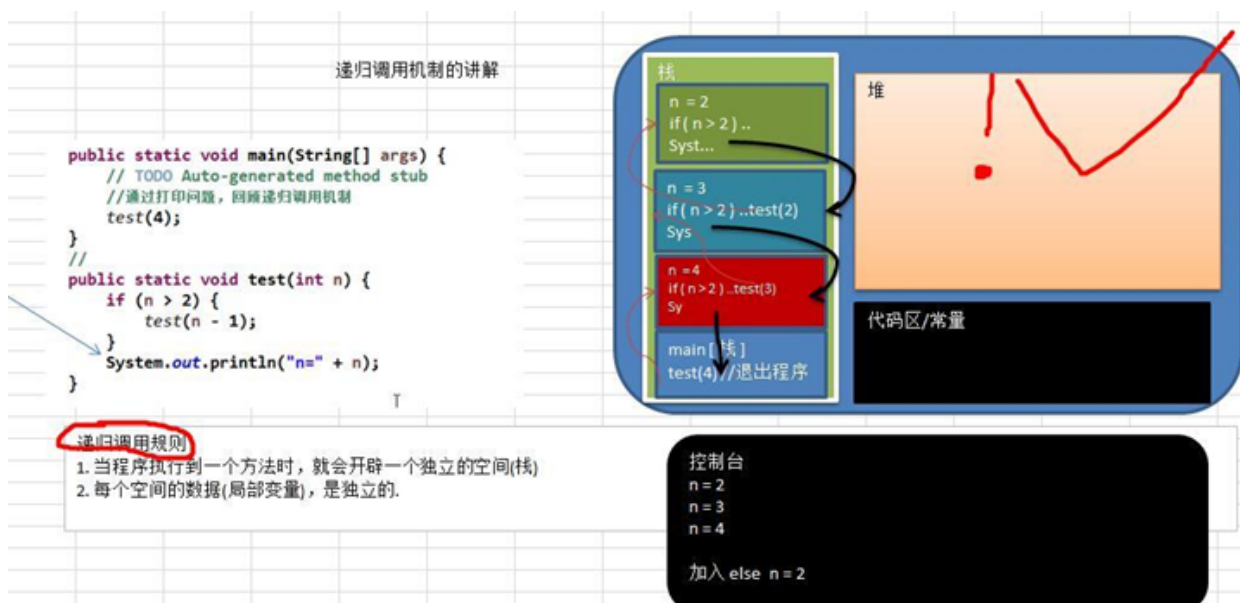 递归调用机制的讲解
public static void main(String[] args) {
// TODO Auto-generated method stub
//通过打印问题，回顾递归调用机制
test(4);
}
//
public static void test(int n) {
if (n > 2) {
test(n - 1);
}
System.out.println("n=" + n);
}
栈
n = 2
if( n > 2 ) ..
Syst...
n = 3
if( n > 2 ) ..test(2)
Sys
n =4
if( n>2 ) ..test(3)
Sy
main [ 栈 ]
test(4) //退出程序
堆
代码区/常量
递归调用规则
1. 当程序执行到一个方法时，就会开辟一个独立的空间(栈)
2. 每个空间的数据(局部变量)，是独立的.
控制台
n = 2
n = 3
n = 4
加入 else n = 2